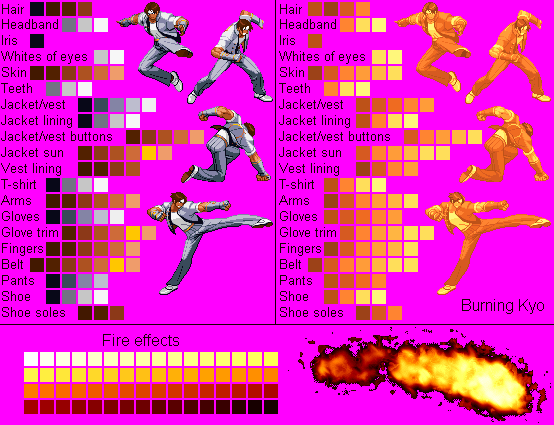 Hair
Headband
Iris
Whites of eyes
Skin
Teeth
Jacket/vest
Jacket lining
Jacket/vest buttons
Jacket sun
Vest lining
T-shirt
Arms
Gloves
Glove trim
Fingers
Belt
Pants
Shoe
Shoe soles
Hair
Headband
Iris
Whites of eyes
Skin
Teeth
Jacket/vest
Jacket lining
Jacket/vest buttons
Jacket sun
Vest lining
T-shirt
Arms
Gloves
Glove trim
Fingers
Belt
Pants
Shoe
Shoe soles
Burning Kyo
Fire effects